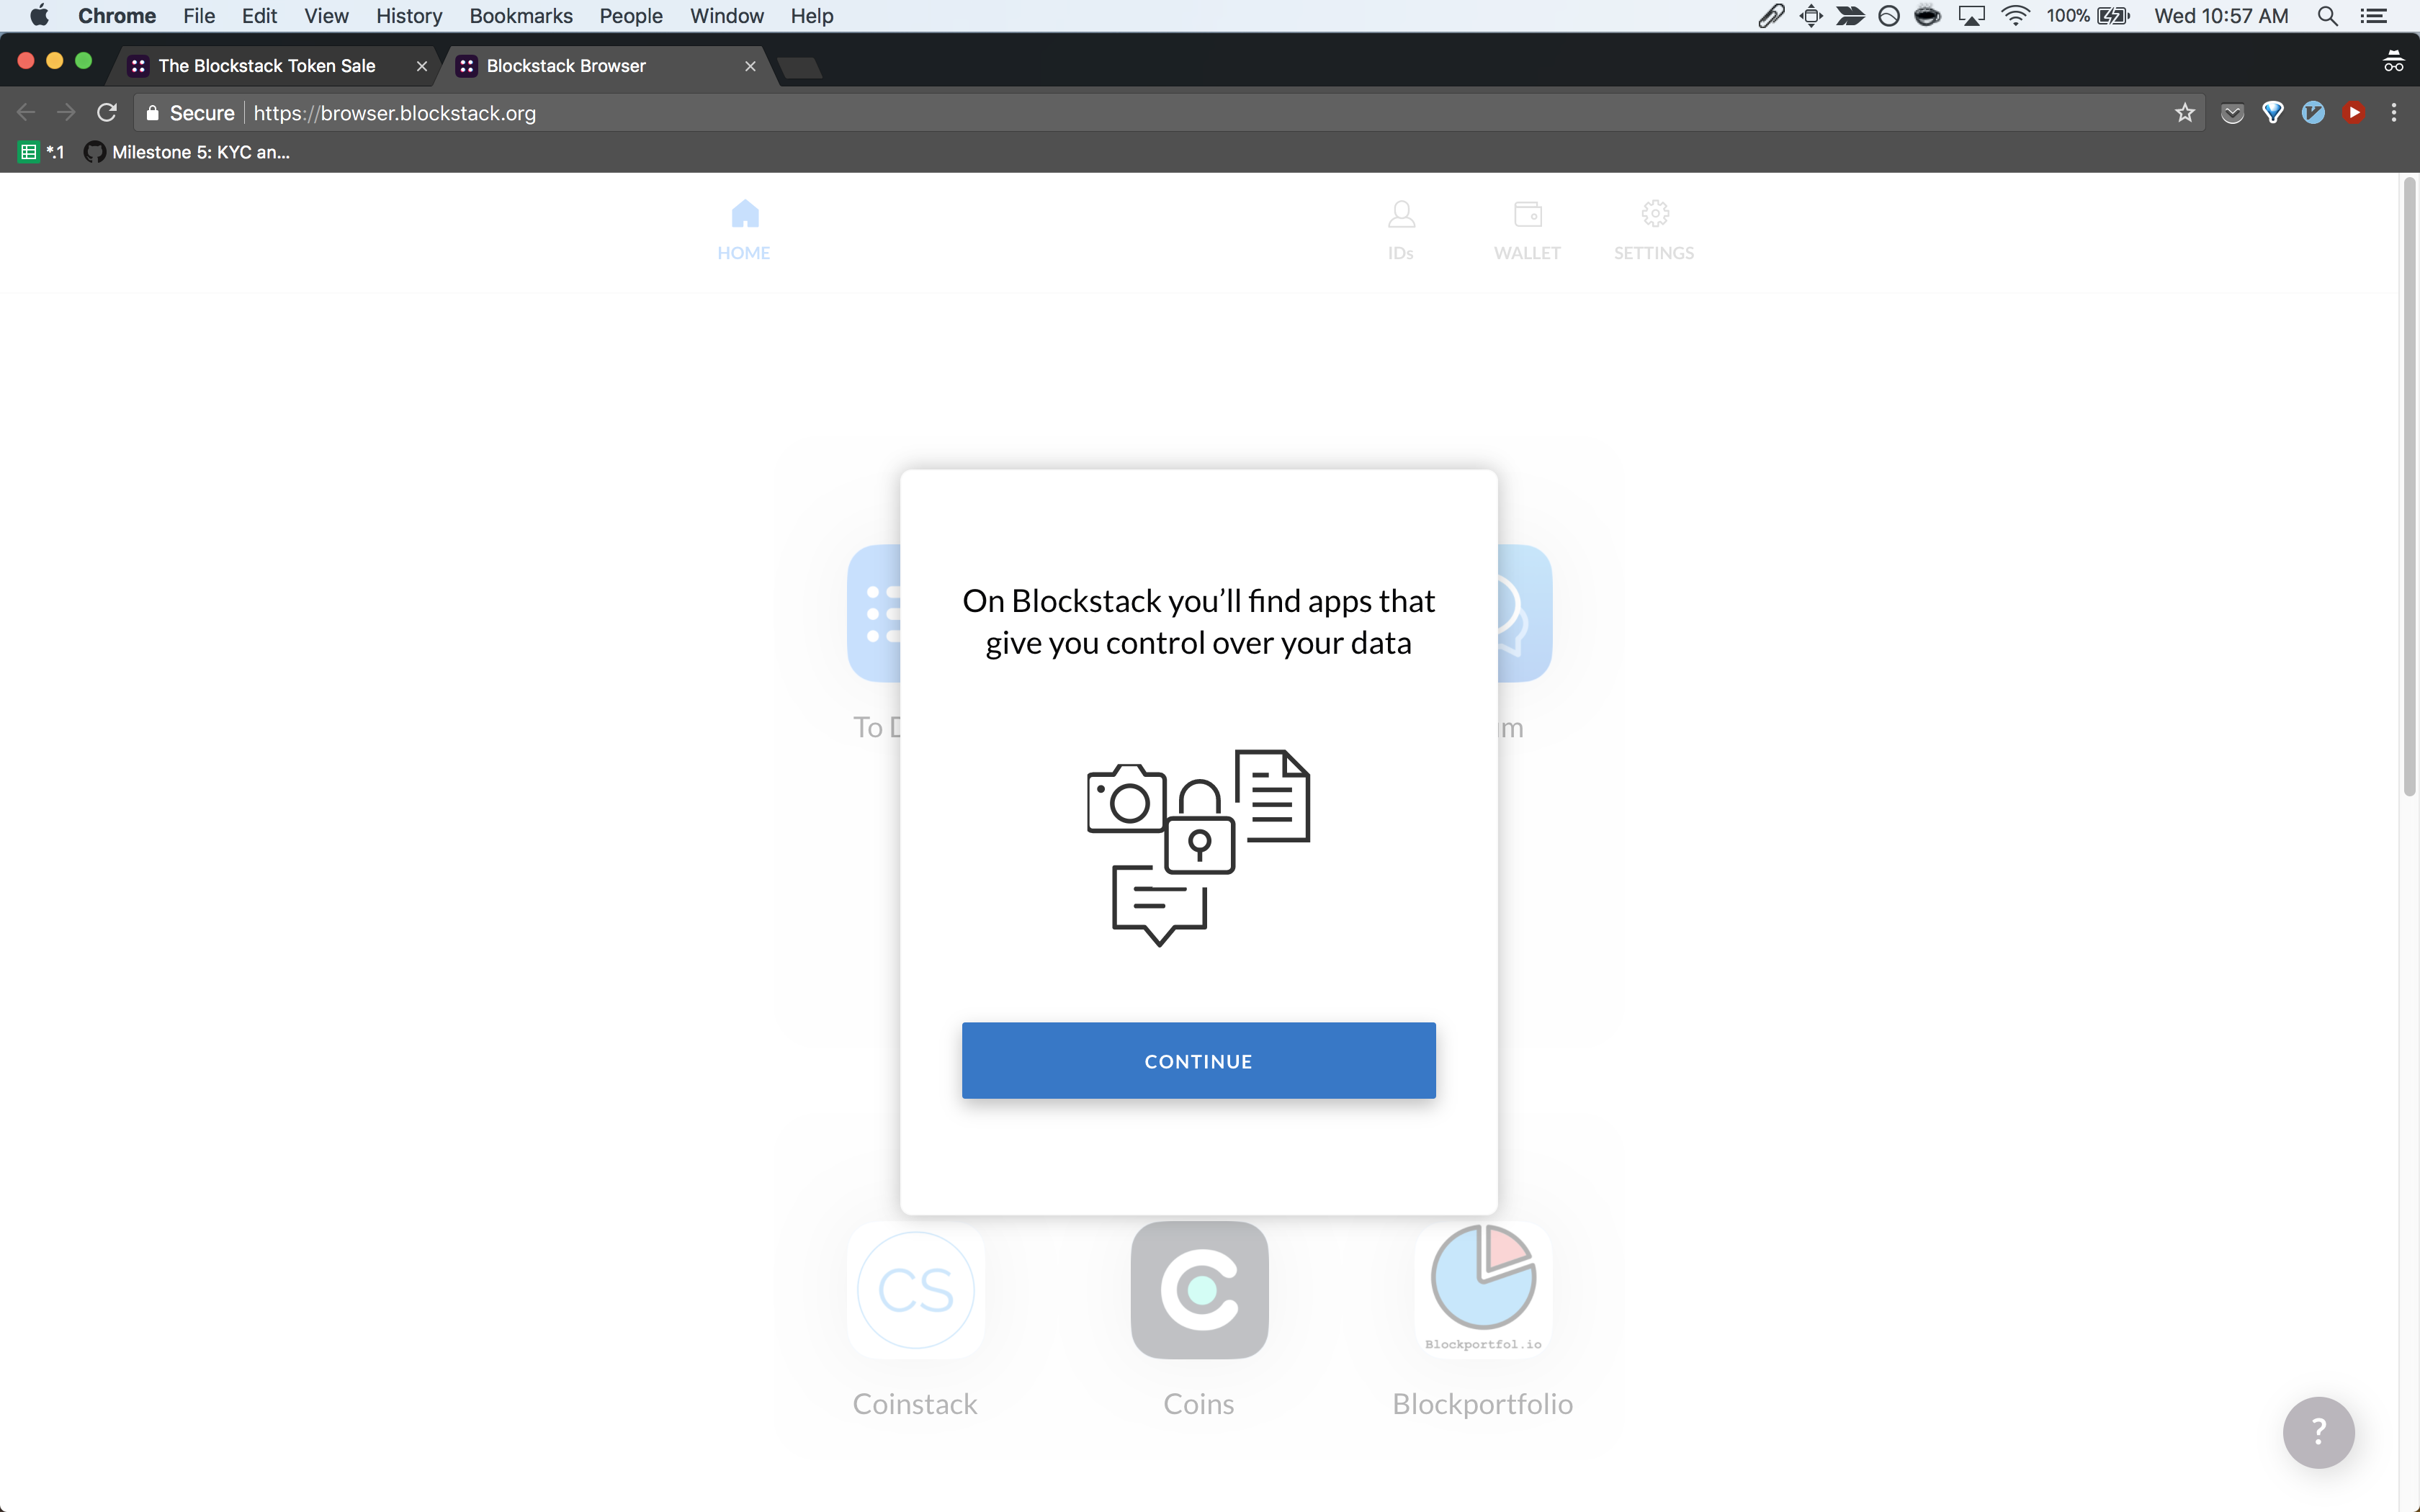 Chrome File Edit View History Bookmarks People Window Help 100% Wed 10:57 AM
The Blockstack Token Sale Blockstack Browser
Secure https://browser.blockstack.org
*.1 Milestone 5: KYC an...
HOME IDs WALLET SETTINGS
On Blockstack you’ll find apps that
give you control over your data
To D m
CONTINUE
CS
Blockportfol.io
Coinstack Coins Blockportfolio
?